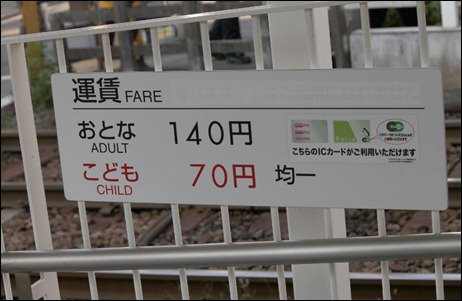 運賃 FARE
おとな 140円
ADULT
こども 70円 均一
CHILD
こちらのICカードがご利用いただけます